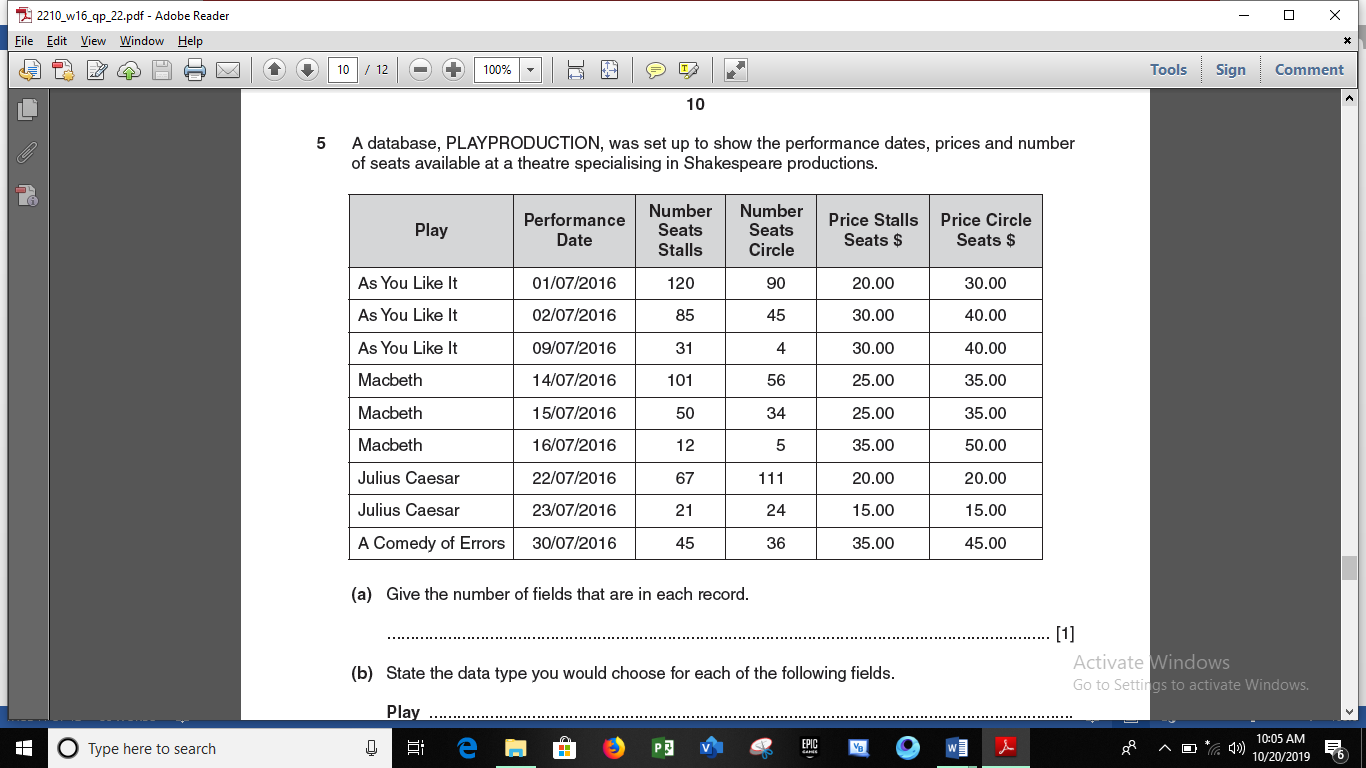 2210_w16_qp_22.pdf - Adobe Reader
File Edit View Window Help
10 / 12 100% Tools Sign Comment
10
5 A database, PLAYPRODUCTION, was set up to show the performance dates, prices and number
of seats available at a theatre specialising in Shakespeare productions.
Play Performance Date Number Seats Stalls Number Seats Circle Price Stalls Seats $ Price Circle Seats $
As You Like It 01/07/2016 120 90 20.00 30.00
As You Like It 02/07/2016 85 45 30.00 40.00
As You Like It 09/07/2016 31 4 30.00 40.00
Macbeth 14/07/2016 101 56 25.00 35.00
Macbeth 15/07/2016 50 34 25.00 35.00
Macbeth 16/07/2016 12 5 35.00 50.00
Julius Caesar 22/07/2016 67 111 20.00 20.00
Julius Caesar 23/07/2016 21 24 15.00 15.00
A Comedy of Errors 30/07/2016 45 36 35.00 45.00
(a) Give the number of fields that are in each record.
[1]
(b) State the data type you would choose for each of the following fields.
Play
Activate Windows
Go to Settings to activate Windows.
Type here to search
10:05 AM
10/20/2019
6